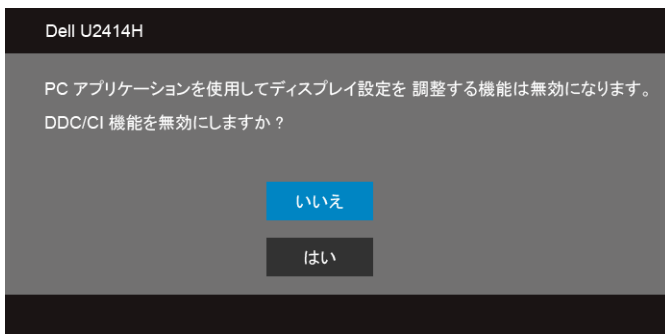 Dell U2414H
PC アプリケーションを使用してディスプレイ設定を 調整する機能は無効になります。
DDC/CI 機能を無効にしますか ?
いいえ
はい